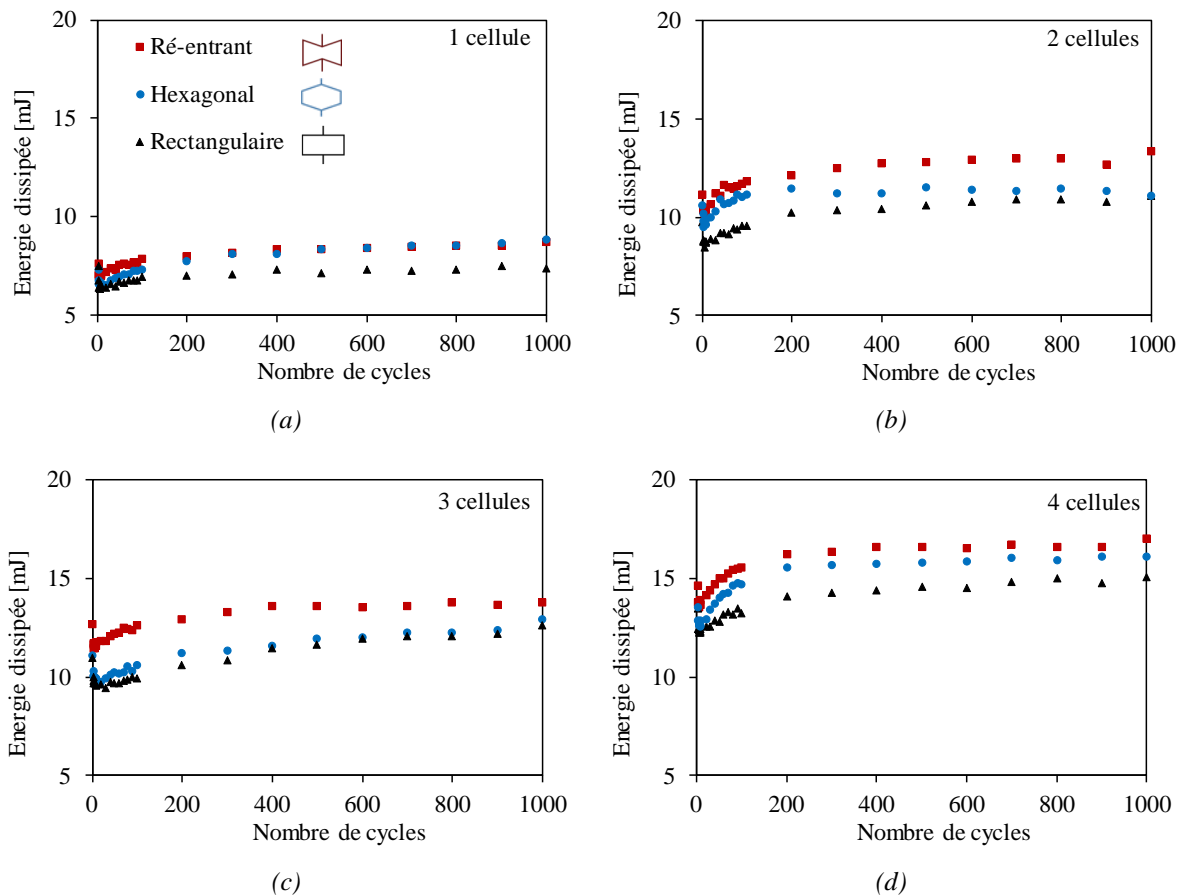 20
15
10
5
Energie dissipée [mJ]
1 cellule
Ré-entrant
Hexagonal
Rectangulaire
0 200 400 600 800 1000
Nombre de cycles
(a)
20
15
10
5
Energie dissipée [mJ]
2 cellules
0 200 400 600 800 1000
Nombre de cycles
(b)
20
15
10
5
Energie dissipée [mJ]
3 cellules
0 200 400 600 800 1000
Nombre de cycles
(c)
20
15
10
5
Energie dissipée [mJ]
4 cellules
0 200 400 600 800 1000
Nombre de cycles
(d)